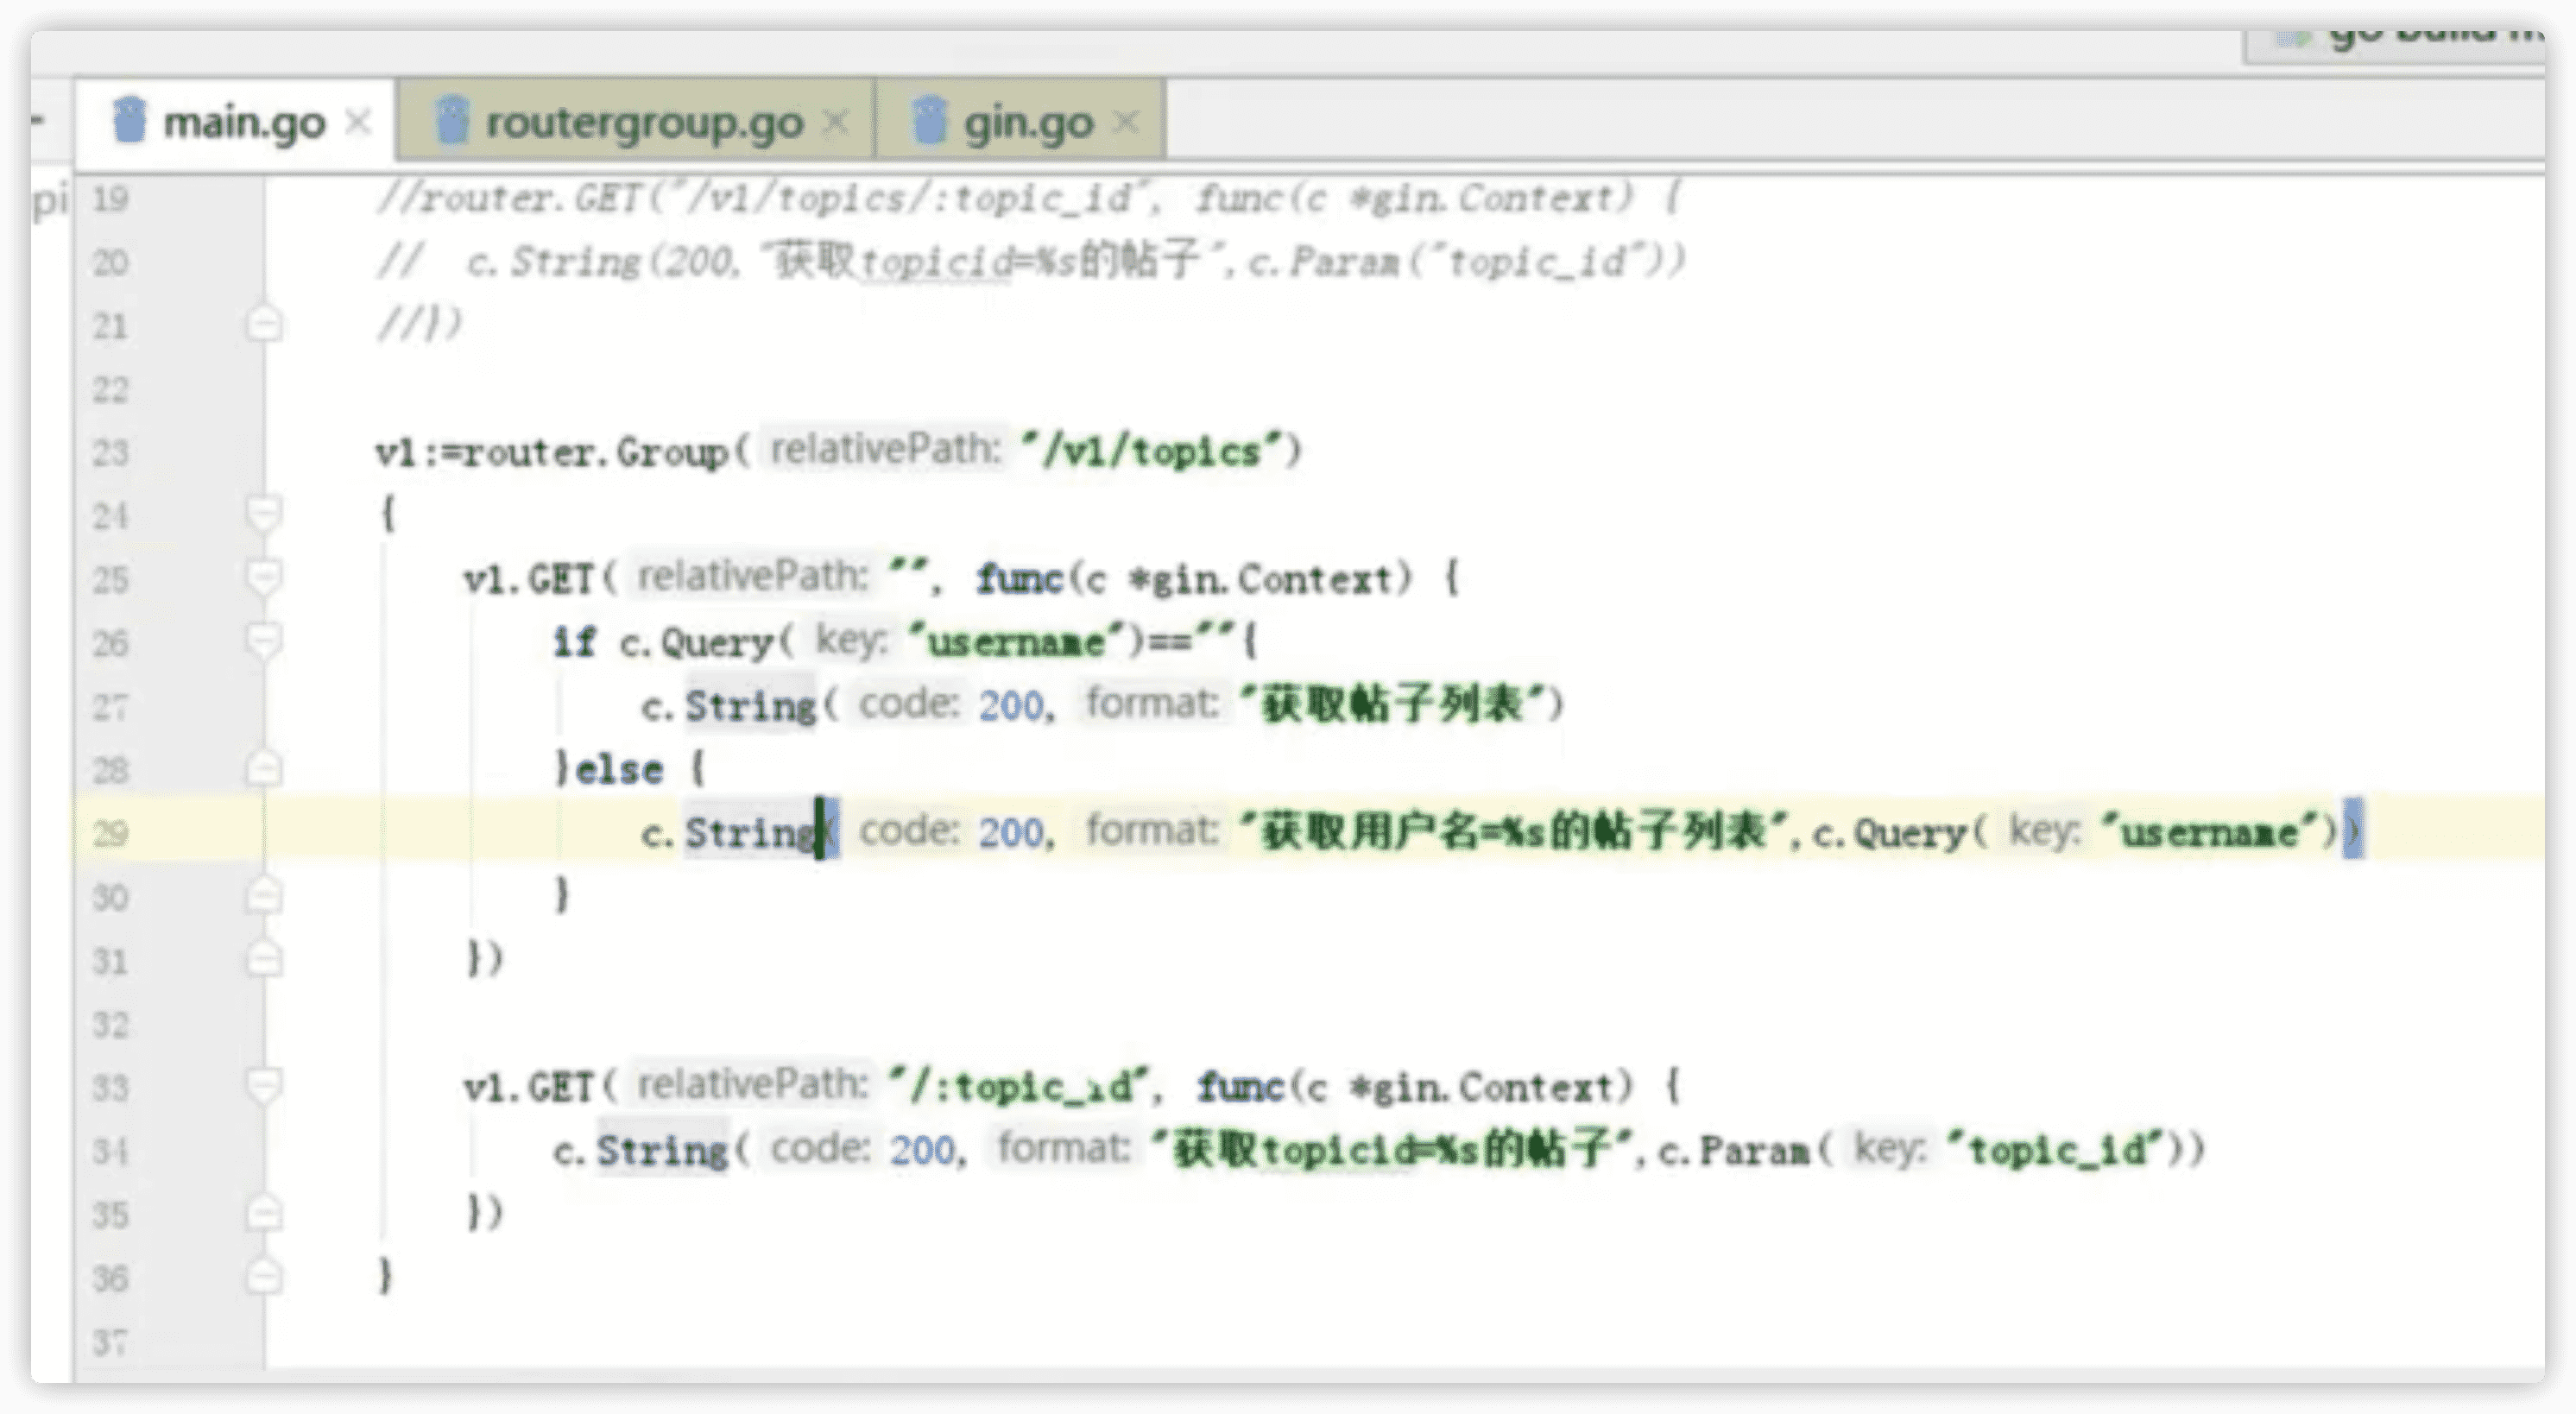 main.go
routergroup.go
gin.go
pi
19 //router.GET("/v1/topics/:topic_id", func(c *gin.Context) {
20 // c.String(200,"获取topicid=%s的帖子",c.Param("topic_id"))
21 //})
22
23 v1:=router.Group( relativePath: "/v1/topics")
24 {
25 v1.GET( relativePath: "", func(c *gin.Context) {
26 if c.Query( key: "username")==""{
27 c.String( code: 200, format: "获取帖子列表")
28 }else {
29 c.String( code: 200, format: "获取用户名=%s的帖子列表",c.Query( key: "username"))
30 }
31 })
32
33 v1.GET( relativePath: "/:topic_id", func(c *gin.Context) {
34 c.String( code: 200, format: "获取topicid=%s的帖子",c.Param( key: "topic_id"))
35 })
36 }
37